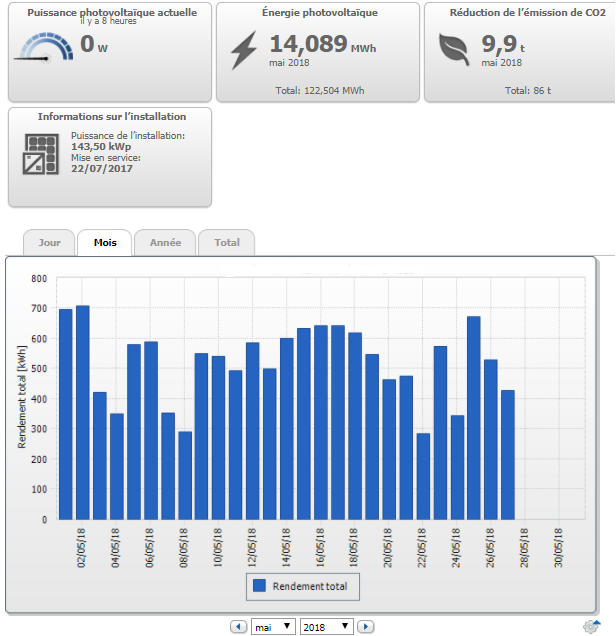 Puissance photovoltaïque actuelle
Il y a 8 heures
0 W
Énergie photovoltaïque
14,089 MWh
mai 2018
Total: 122,504 MWh
Réduction de l'émission de CO2
9,9 t
mai 2018
Total: 86 t
Informations sur l'installation
Puissance de l'installation:
143,50 kWp
Mise en service:
22/07/2017
Jour
Mois
Année
Total
Rendement total [kWh]
800
700
600
500
400
300
200
100
0
02/05/18
04/05/18
06/05/18
08/05/18
10/05/18
12/05/18
14/05/18
16/05/18
18/05/18
20/05/18
22/05/18
24/05/18
26/05/18
28/05/18
30/05/18
Rendement total
mai
2018